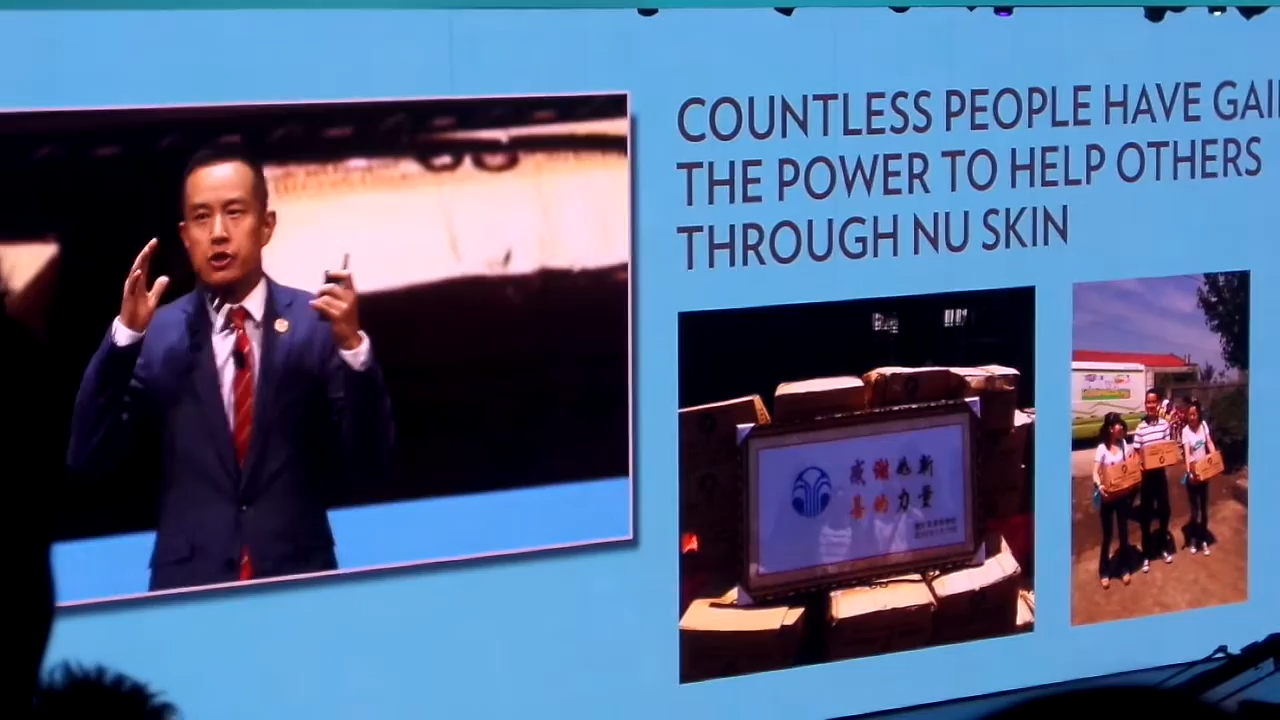 COUNTLESS PEOPLE HAVE GAI
THE POWER TO HELP OTHERS
THROUGH NU SKIN
感谢如新
善的力量